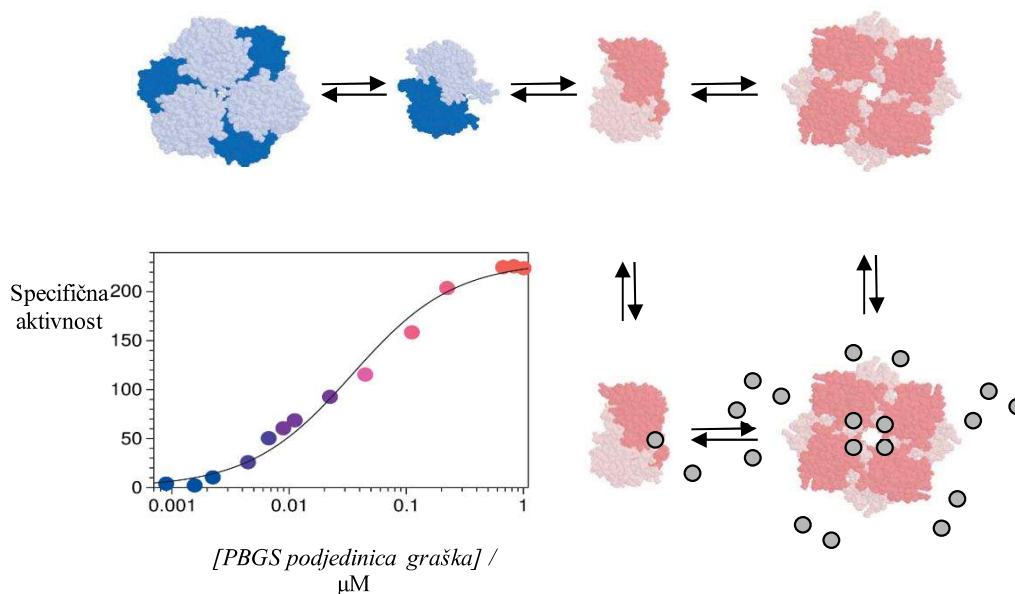 Specifična
aktivnost
200
150
100
50
0
0.001
0.01
0.1
1
[PBGS podjedinica graška] /
μM